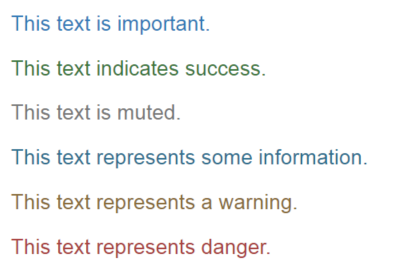 This text is important.
This text indicates success.
This text is muted.
This text represents some information.
This text represents a warning.
This text represents danger.